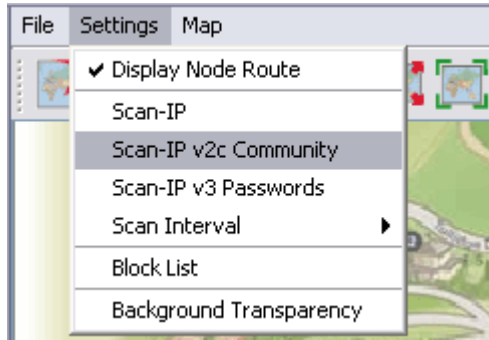 File Settings Map
Display Node Route
Scan-IP
Scan-IP v2c Community
Scan-IP v3 Passwords
Scan Interval
Block List
Background Transparency